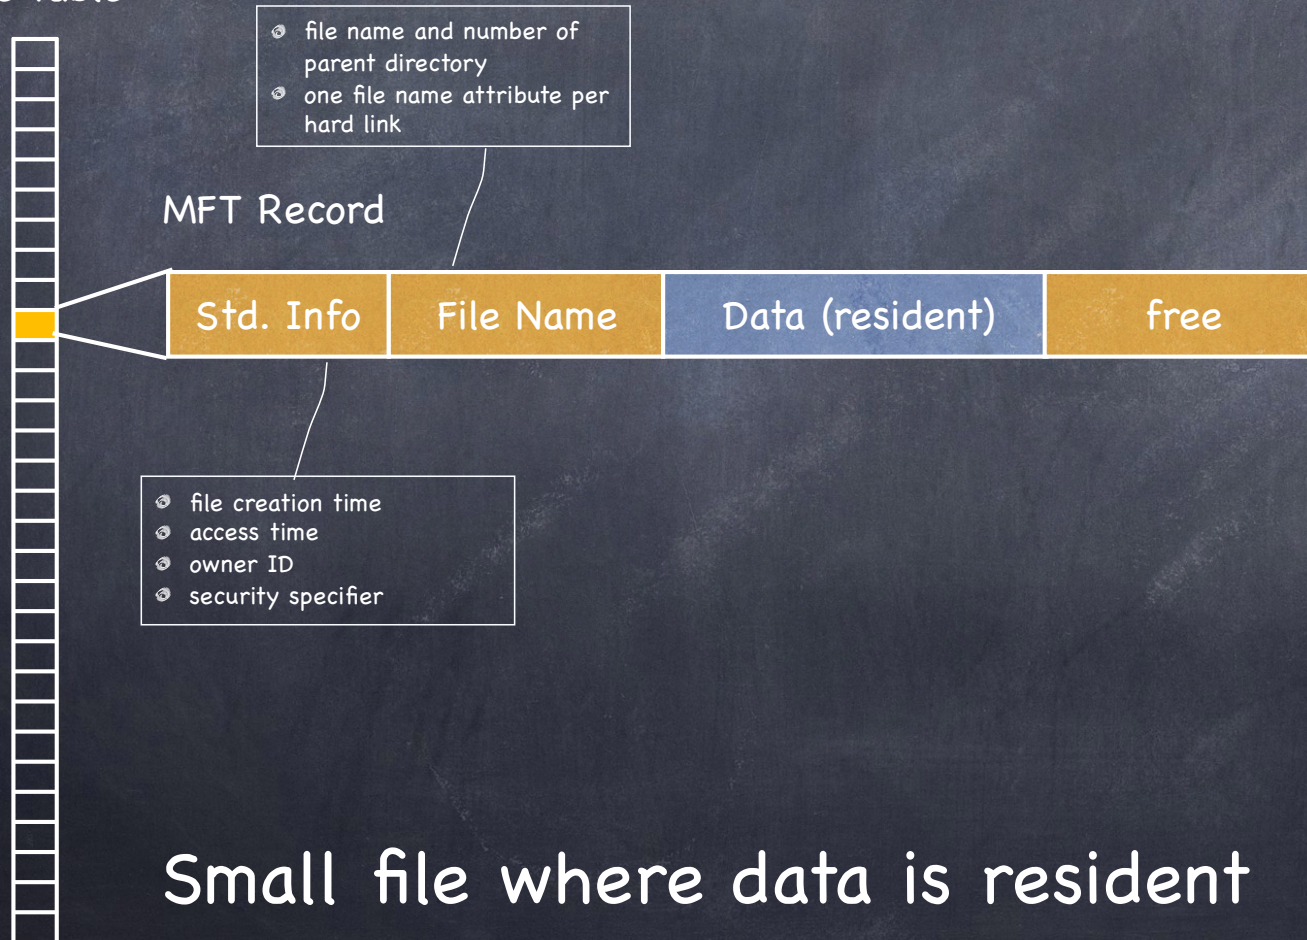 file name and number of
parent directory
one file name attribute per
hard link
MFT Record
Std. Info
File Name
Data (resident)
free
file creation time
access time
owner ID
security specifier
Small file where data is resident